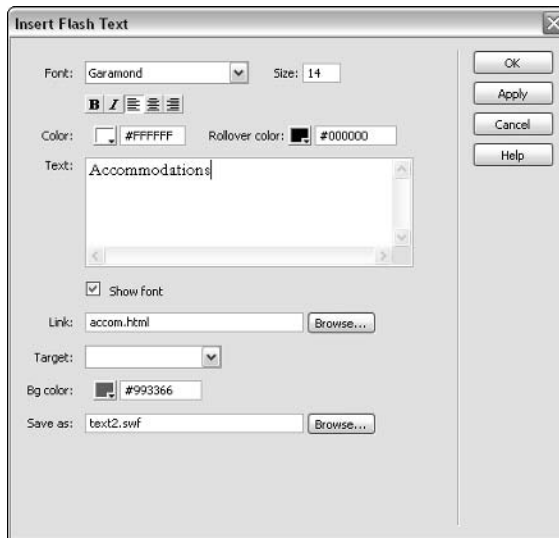 Insert Flash Text
Font: Garamond Size: 14 OK
B I Apply
Color: #FFFFFF Rollover color: #000000 Cancel
Text: Accommodations Help
Show font
Link: accom.html Browse...
Target:
Bg color: #993366
Save as: text2.swf Browse...